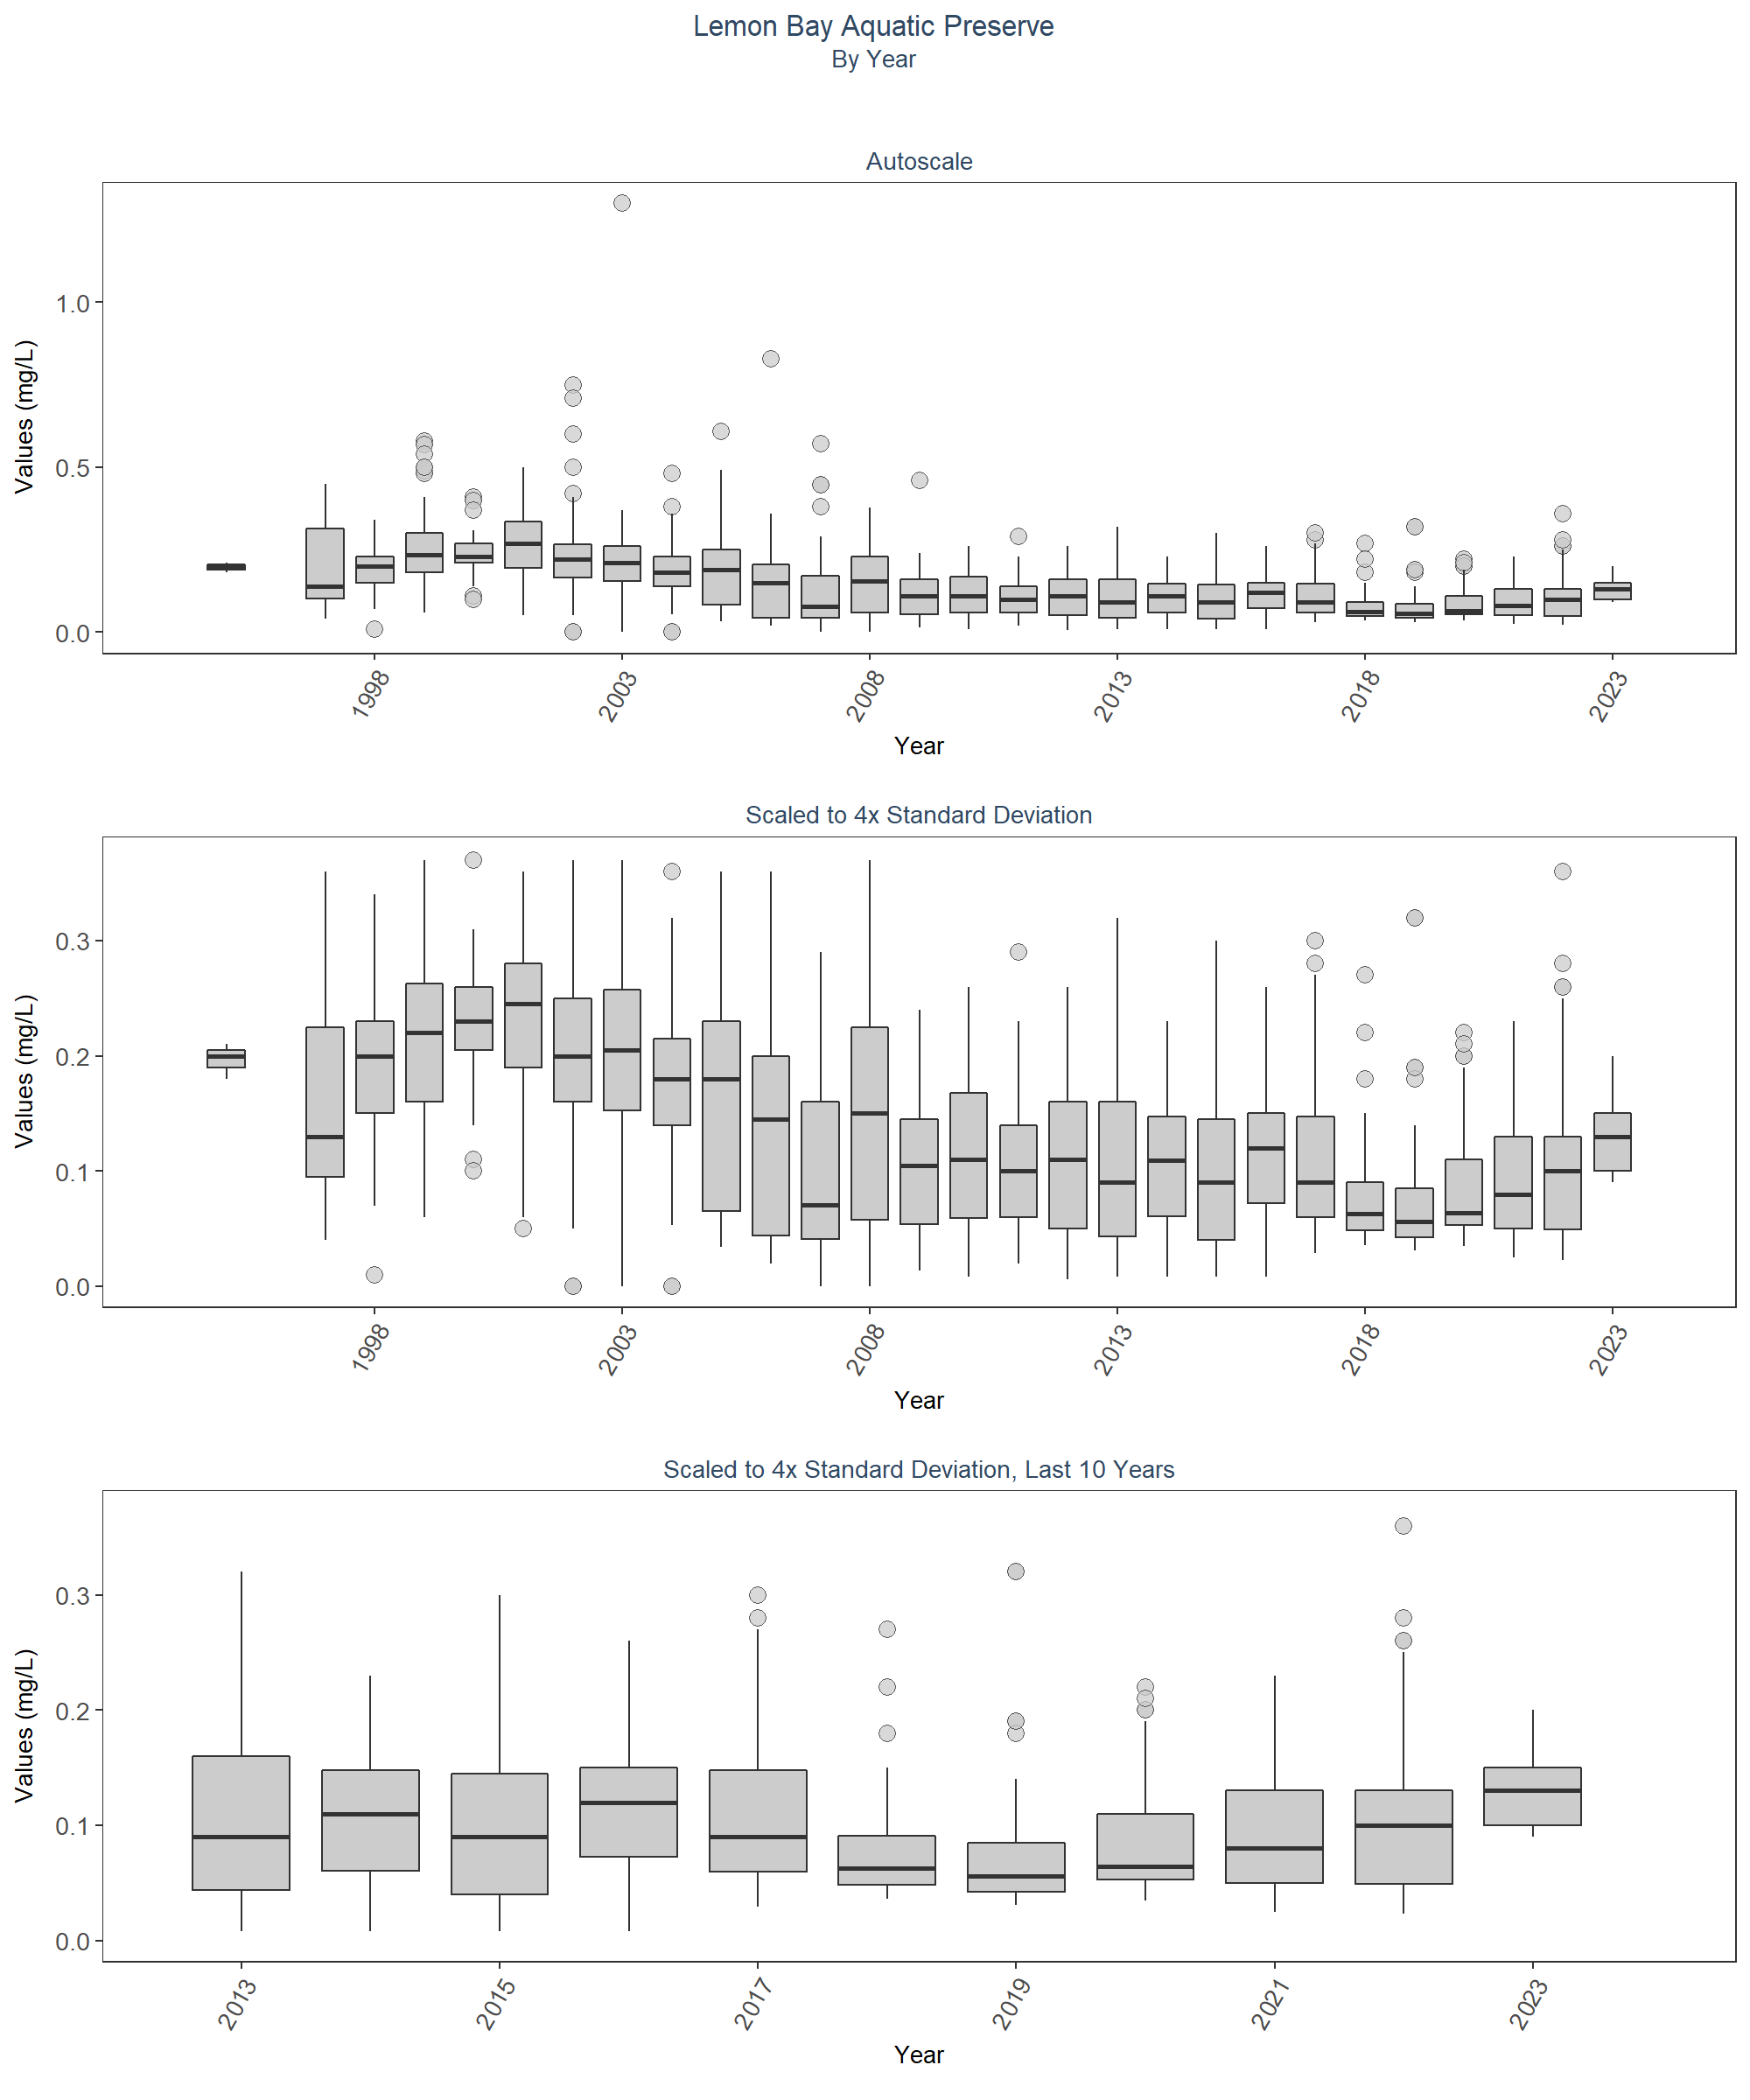 Lemon Bay Aquatic Preserve
By Year
Autoscale
Values (mg/L)
1.0
0.5
0.0
1998 2003 2008 2013 2018 2023
Year
Scaled to 4x Standard Deviation
Values (mg/L)
0.3
0.2
0.1
0.0
1998 2003 2008 2013 2018 2023
Year
Scaled to 4x Standard Deviation, Last 10 Years
Values (mg/L)
0.3
0.2
0.1
0.0
2013 2015 2017 2019 2021 2023
Year